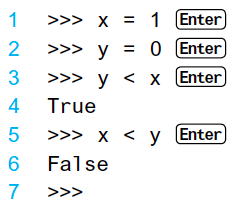 1 >>> x = 1 Enter
2 >>> y = 0 Enter
3 >>> y < x Enter
4 True
5 >>> x < y Enter
6 False
7 >>>